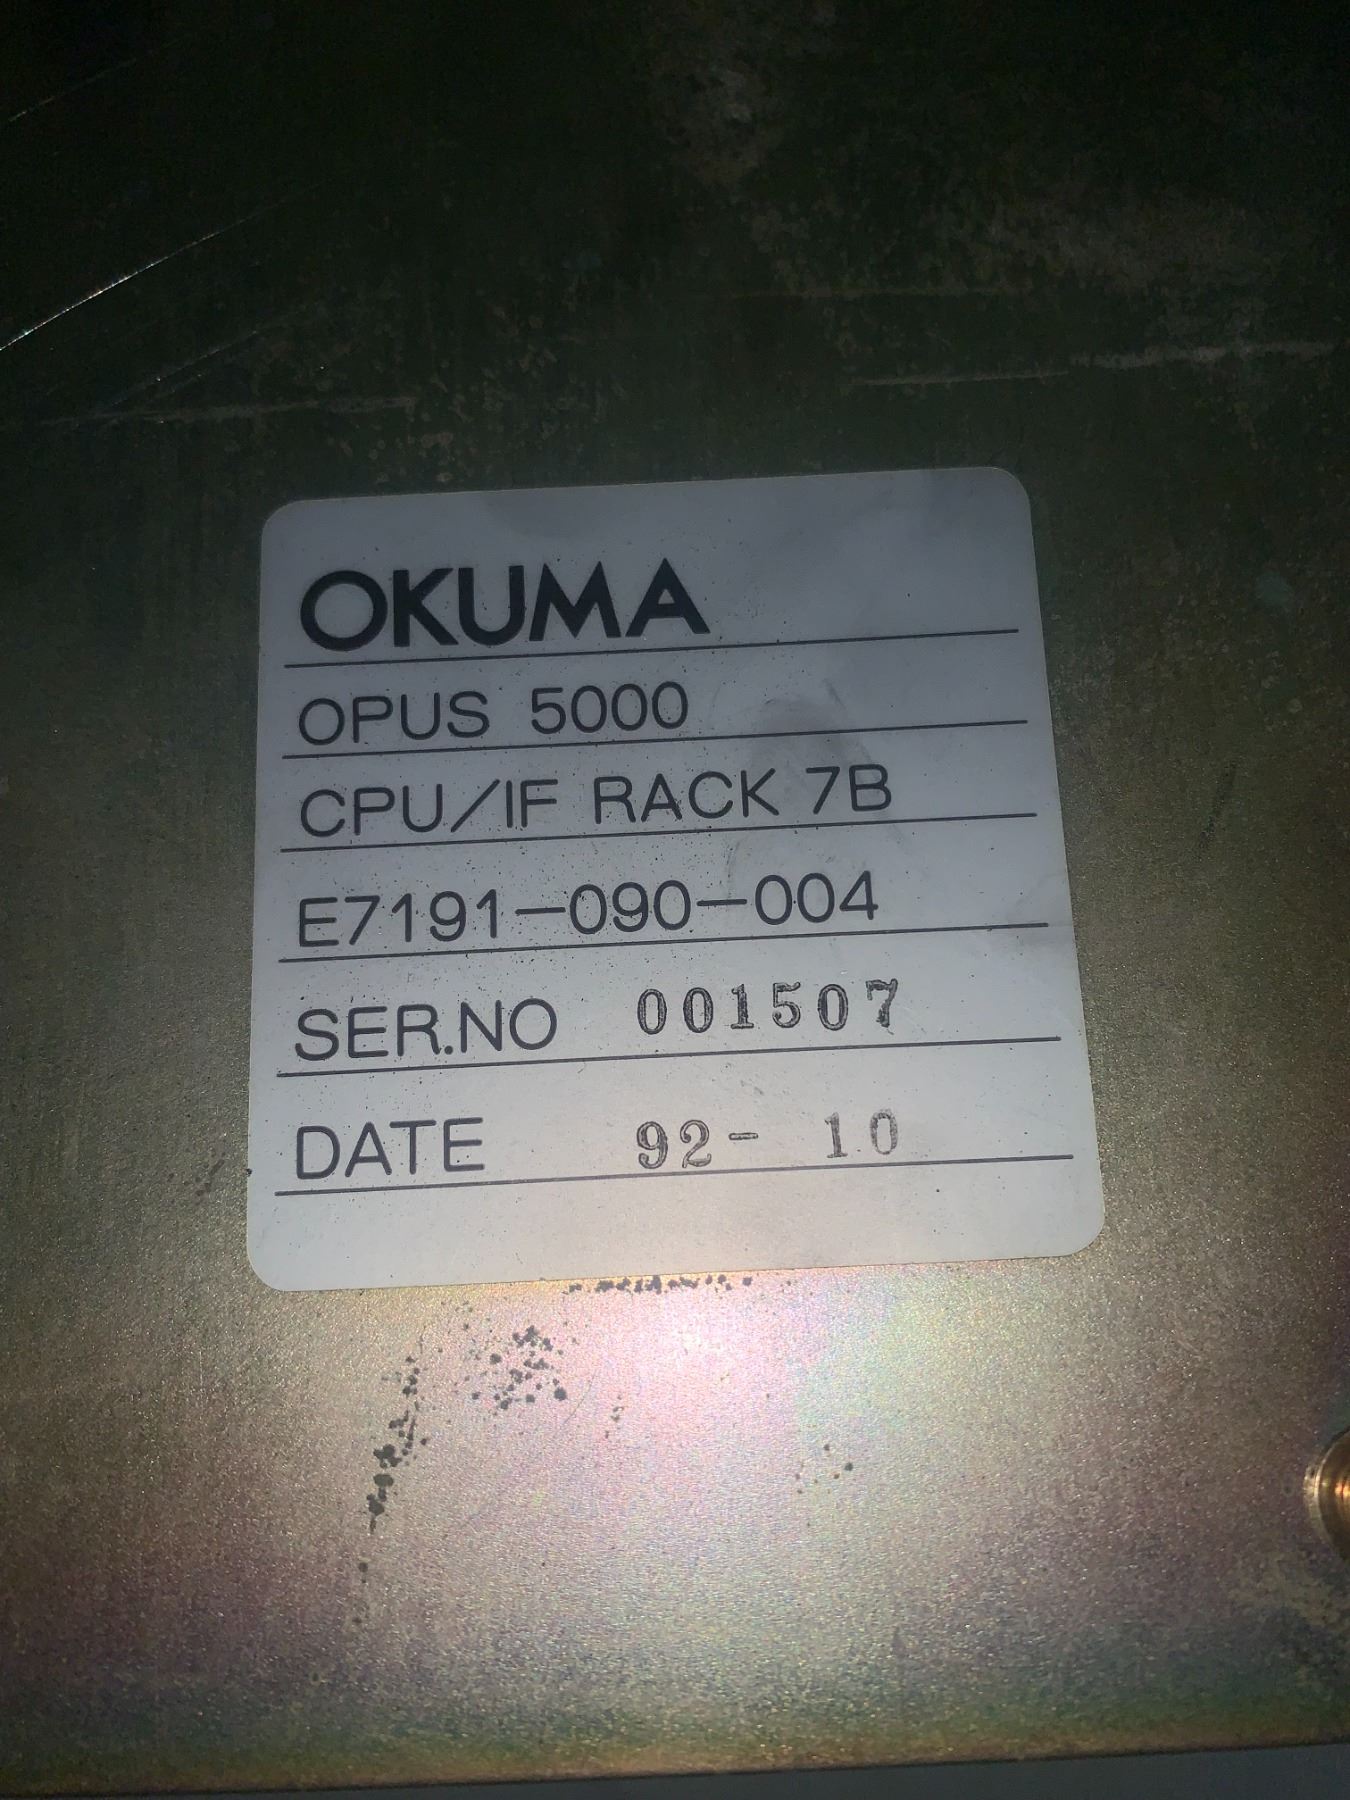 OKUMA
OPUS 5000
CPU/IF RACK 7B
E7191-090-004
SER.NO 001507
DATE 92- 10